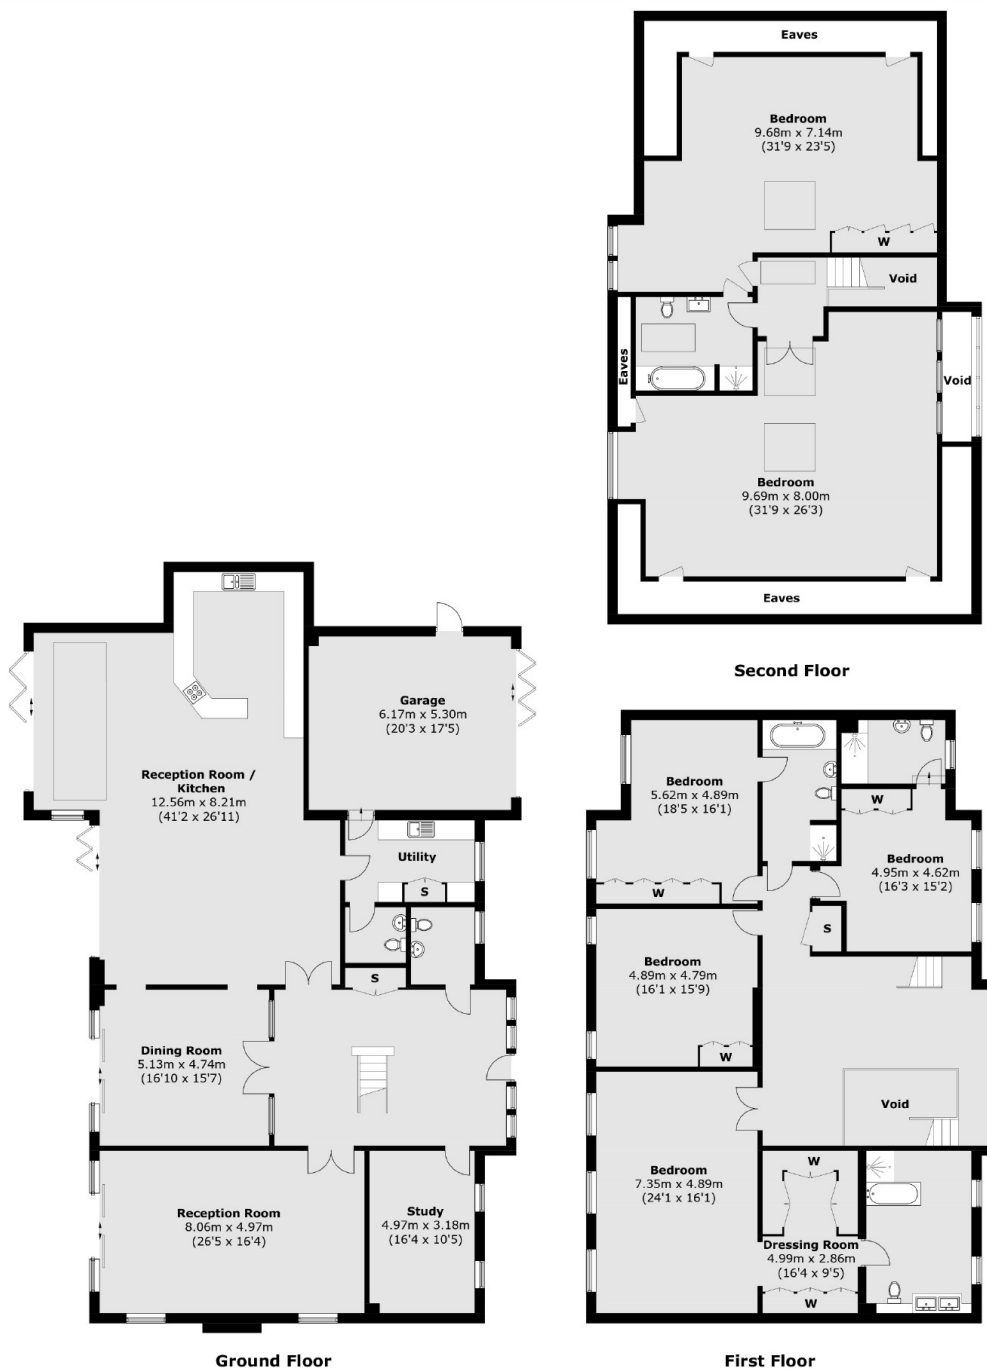 Eaves
Bedroom
9.68m x 7.14m
(31'9 x 23'5)
W
Void
Eaves
Void
Bedroom
9.69m x 8.00m
(31'9 x 26'3)
Eaves
Second Floor
Garage
6.17m x 5.30m
(20'3 x 17'5)
Reception Room /
Kitchen
12.56m x 8.21m
(41'2 x 26'11)
Utility
S
S
Dining Room
5.13m x 4.74m
(16'10 x 15'7)
Reception Room
8.06m x 4.97m
(26'5 x 16'4)
Study
4.97m x 3.18m
(16'4 x 10'5)
Ground Floor
Bedroom
5.62m x 4.89m
(18'5 x 16'1)
W
W
Bedroom
4.95m x 4.62m
(16'3 x 15'2)
S
Bedroom
4.89m x 4.79m
(16'1 x 15'9)
W
Void
Bedroom
7.35m x 4.89m
(24'1 x 16'1)
W
Dressing Room
4.99m x 2.86m
(16'4 x 9'5)
W
First Floor